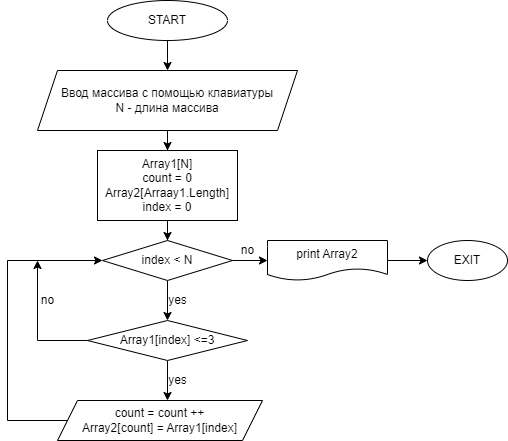 START
Ввод массива с помощью клавиатуры
N - длина массива
Array1[N]
count = 0
Array2[Arraay1.Length]
index = 0
index < N
no
print Array2
EXIT
yes
no
Array1[index] <=3
yes
count = count ++
Array2[count] = Array1[index]